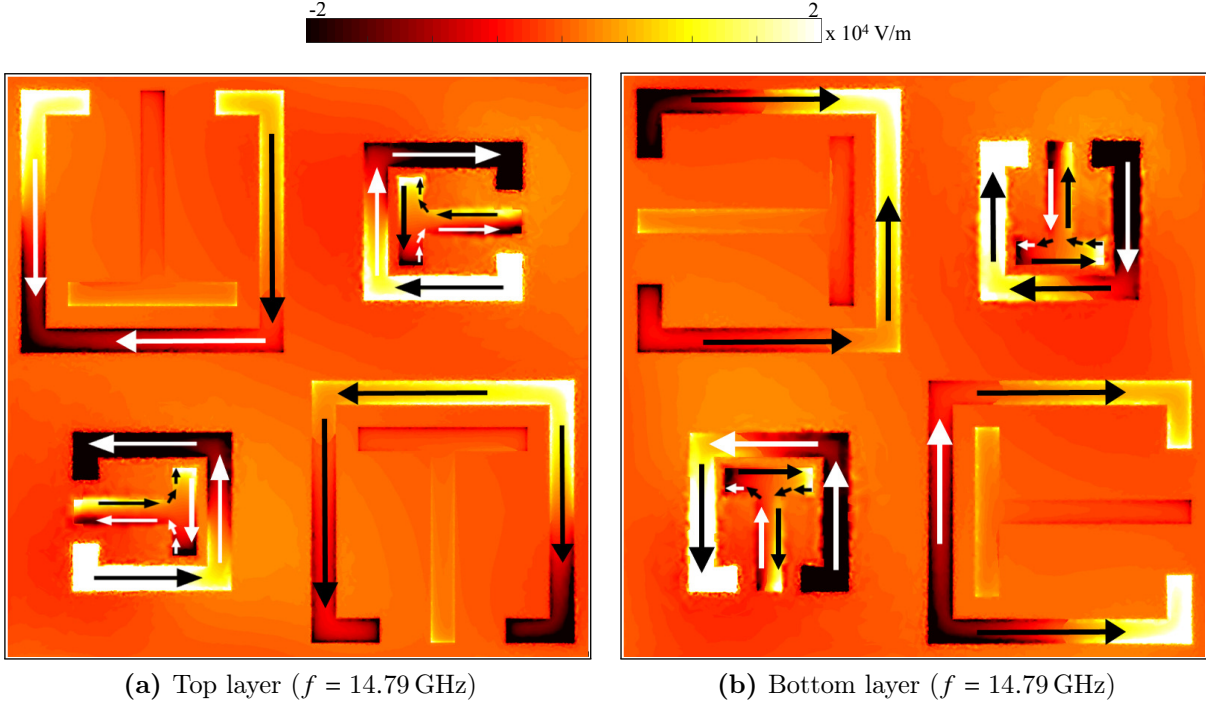 -2 2
x 10⁴ V/m
(a) Top layer (f = 14.79 GHz) (b) Bottom layer (f = 14.79 GHz)